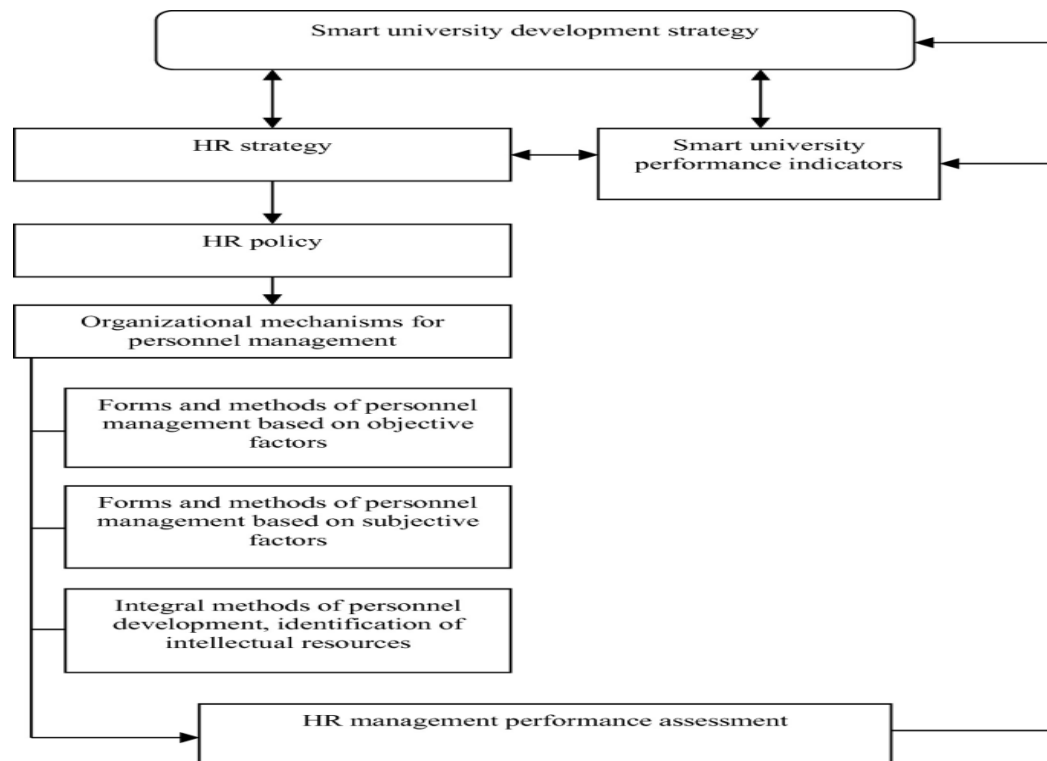 Smart university development strategy
HR strategy
Smart university
performance indicators
HR policy
Organizational mechanisms for
personnel management
Forms and methods of personnel
management based on objective
factors
Forms and methods of personnel
management based on subjective
factors
Integral methods of personnel
development, identification of
intellectual resources
HR management performance assessment